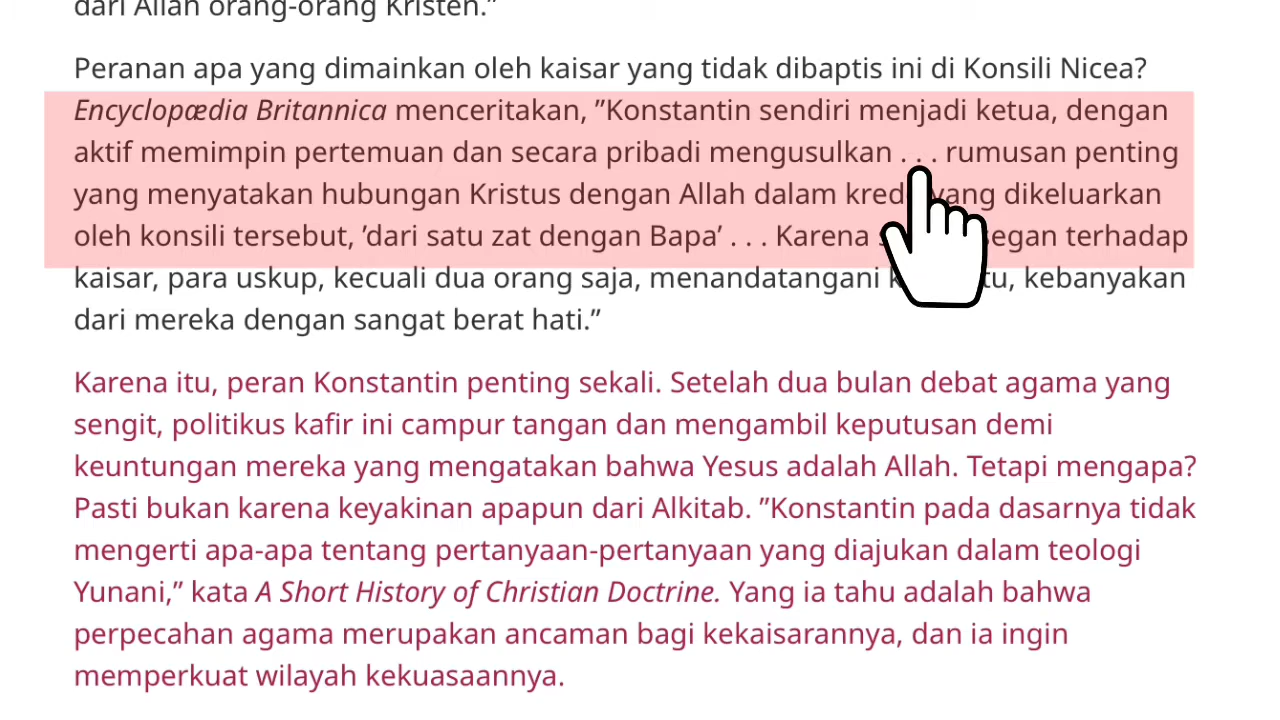 dari Allah orang-orang Kristen.”
Peranan apa yang dimainkan oleh kaisar yang tidak dibaptis ini di Konsili Nicea?
Encyclopædia Britannica menceritakan, ”Konstantin sendiri menjadi ketua, dengan
aktif memimpin pertemuan dan secara pribadi mengusulkan . . . rumusan penting
yang menyatakan hubungan Kristus dengan Allah dalam yang dikeluarkan
oleh konsili tersebut, ’dari satu zat dengan Bapa’ . . . Karena segan terhadap
kaisar, para uskup, kecuali dua orang saja, menandatangani kebanyakan
dari mereka dengan sangat berat hati.”
Karena itu, peran Konstantin penting sekali. Setelah dua bulan debat agama yang
sengit, politikus kafir ini campur tangan dan mengambil keputusan demi
keuntungan mereka yang mengatakan bahwa Yesus adalah Allah. Tetapi mengapa?
Pasti bukan karena keyakinan apapun dari Alkitab. ”Konstantin pada dasarnya tidak
mengerti apa-apa tentang pertanyaan-pertanyaan yang diajukan dalam teologi
Yunani,” kata A Short History of Christian Doctrine. Yang ia tahu adalah bahwa
perpecahan agama merupakan ancaman bagi kekaisarannya, dan ia ingin
memperkuat wilayah kekuasaannya.